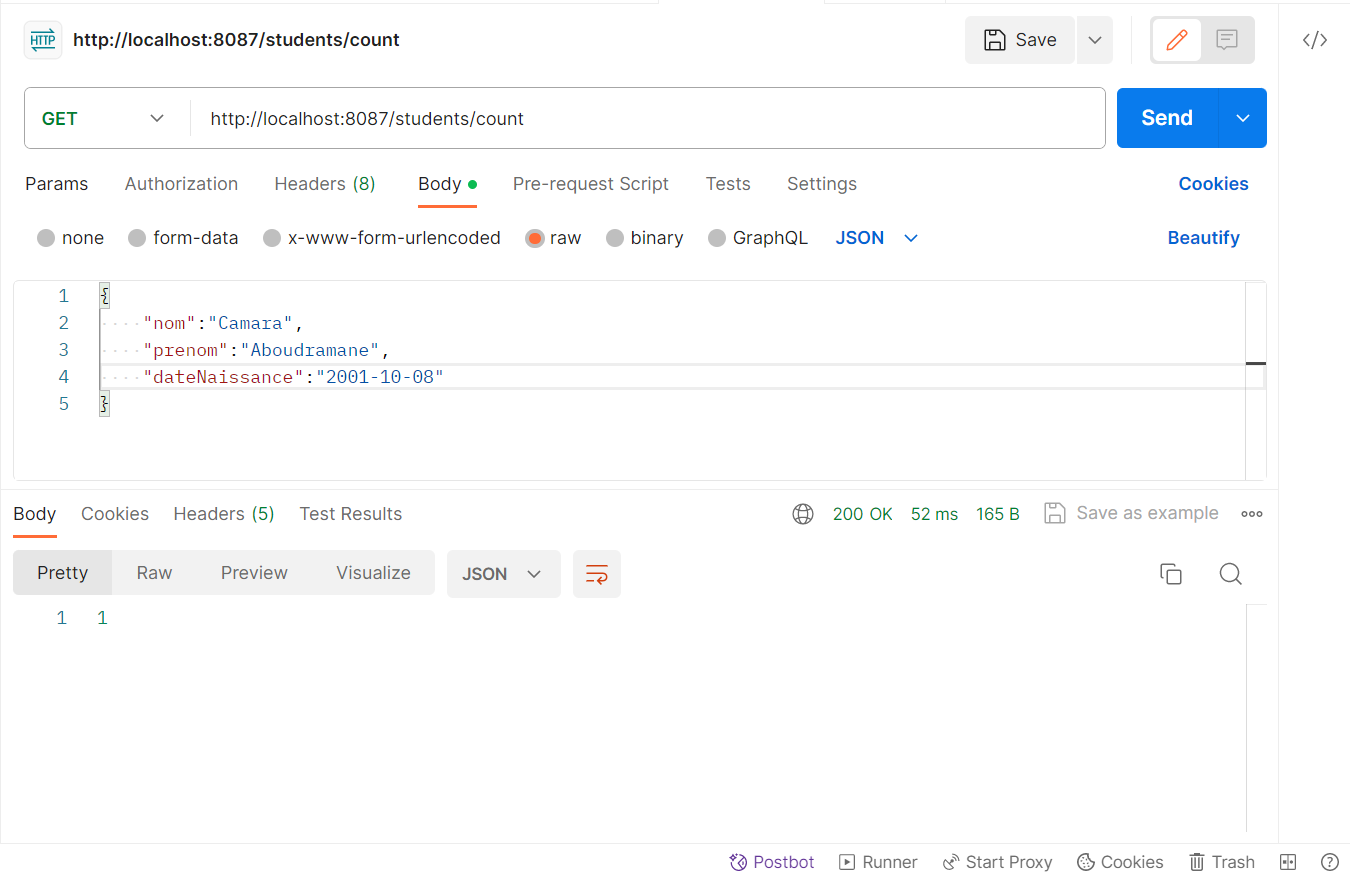 HTTP http://localhost:8087/students/count Save
GET http://localhost:8087/students/count Send
Params Authorization Headers (8) Body Pre-request Script Tests Settings Cookies
none form-data x-www-form-urlencoded raw binary GraphQL JSON Beautify
1 {
2 "nom":"Camara",
3 "prenom":"Aboudramane",
4 "dateNaissance":"2001-10-08"
5 }
Body Cookies Headers (5) Test Results 200 OK 52 ms 165 B Save as example
Pretty Raw Preview Visualize JSON
1 1
Postbot Runner Start Proxy Cookies Trash